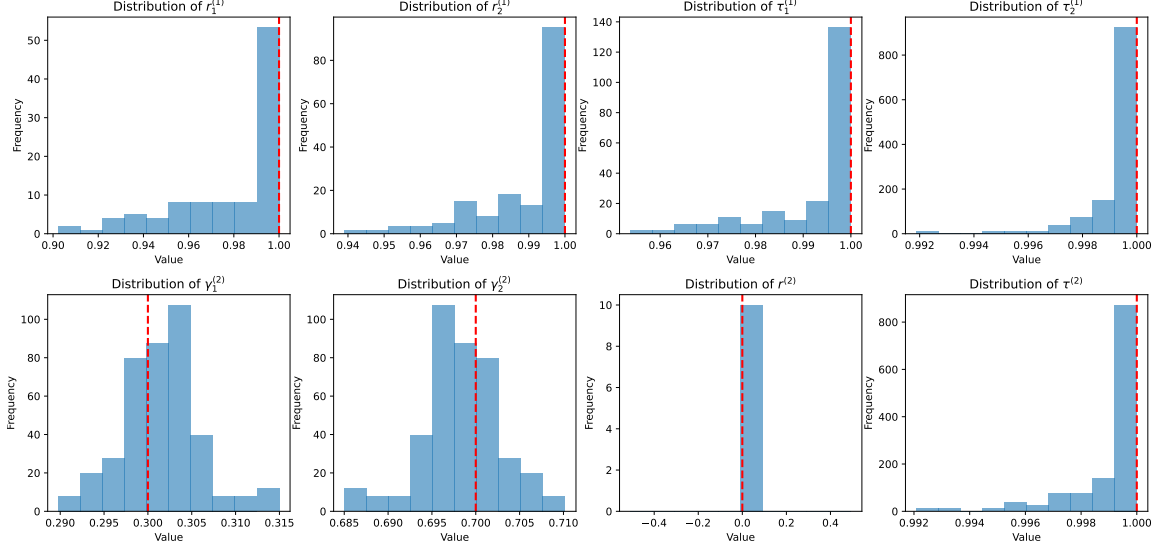 Distribution of r₁⁽¹⁾
Frequency
50
40
30
20
10
0
0.90 0.92 0.94 0.96 0.98 1.00
Value
Distribution of r₂⁽¹⁾
Frequency
80
60
40
20
0
0.94 0.95 0.96 0.97 0.98 0.99 1.00
Value
Distribution of τ₁⁽¹⁾
Frequency
140
120
100
80
60
40
20
0
0.96 0.97 0.98 0.99 1.00
Value
Distribution of τ₂⁽¹⁾
Frequency
800
600
400
200
0
0.992 0.994 0.996 0.998 1.000
Value
Distribution of γ₁⁽²⁾
Frequency
100
80
60
40
20
0
0.290 0.295 0.300 0.305 0.310 0.315
Value
Distribution of γ₂⁽²⁾
Frequency
100
80
60
40
20
0
0.685 0.690 0.695 0.700 0.705 0.710
Value
Distribution of r⁽²⁾
Frequency
10
8
6
4
2
0
−0.4 −0.2 0.0 0.2 0.4
Value
Distribution of τ⁽²⁾
Frequency
800
600
400
200
0
0.992 0.994 0.996 0.998 1.000
Value